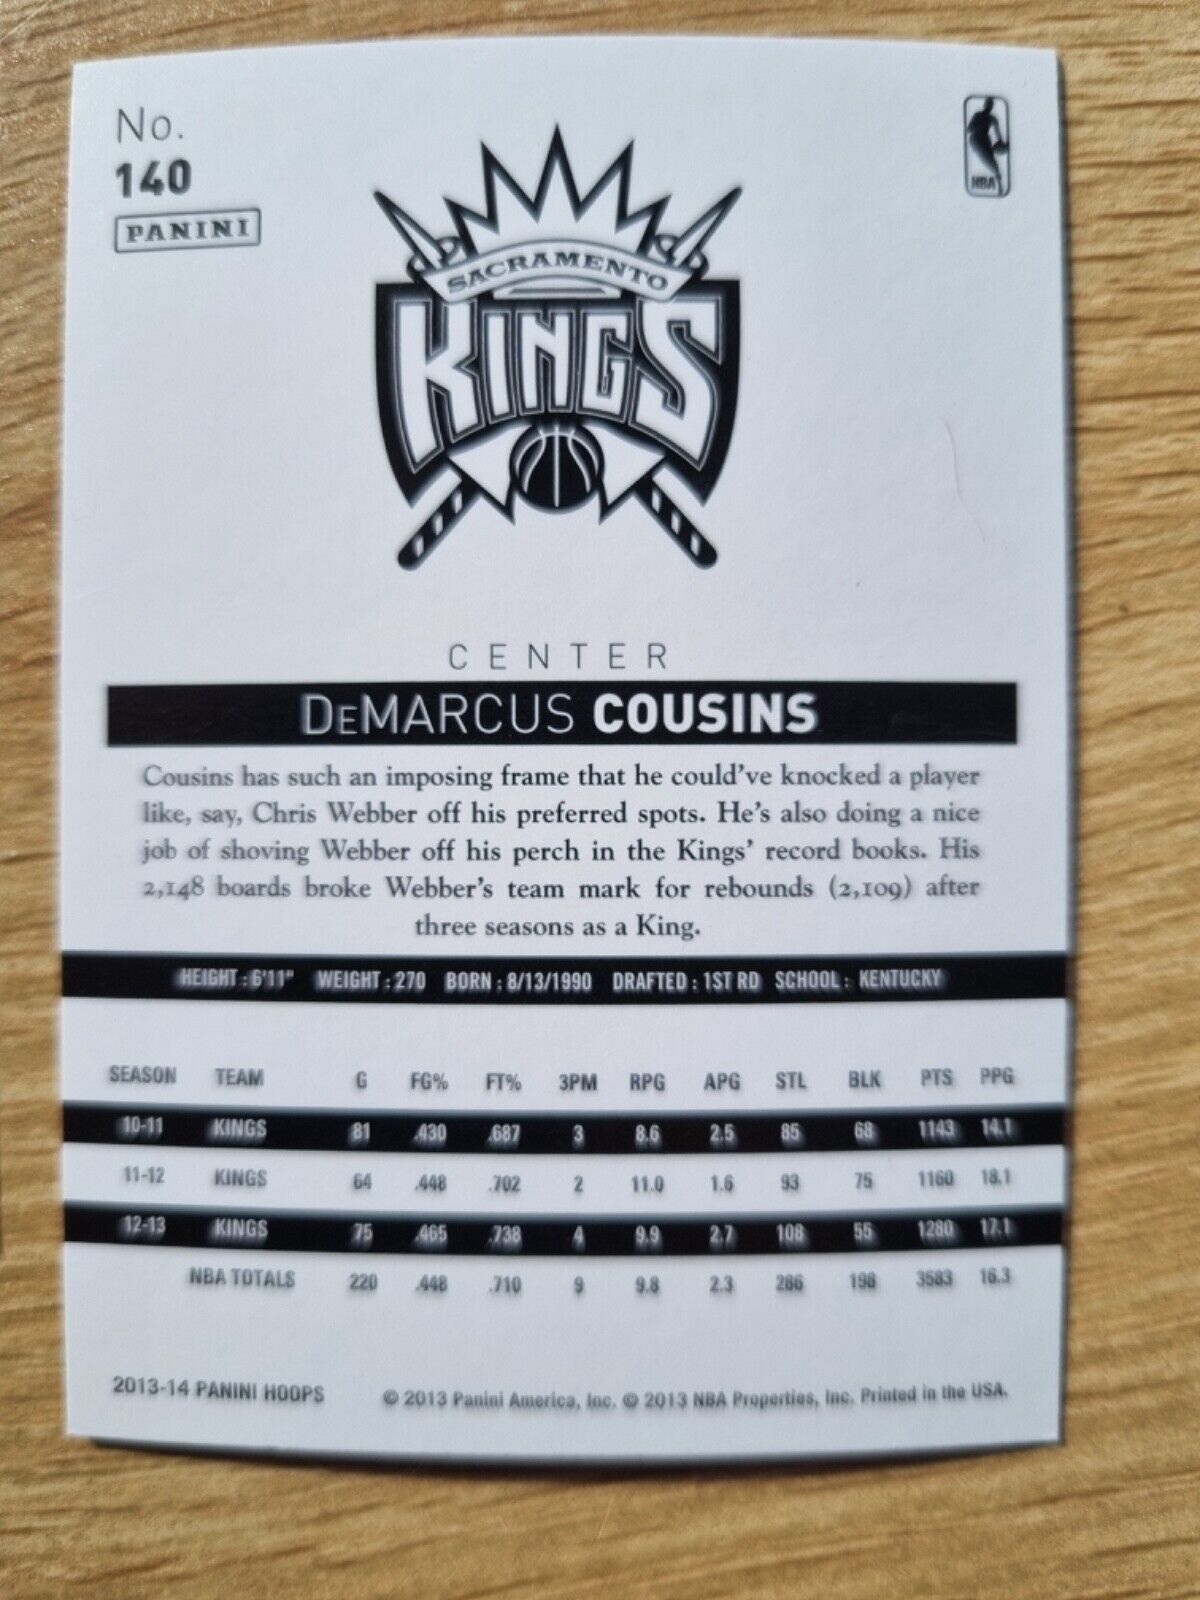 No.
140
PANINI
NBA
SACRAMENTO
KINGS
CENTER
DEMARCUS COUSINS
Cousins has such an imposing frame that he could've knocked a player
like, say, Chris Webber off his preferred spots. He's also doing a nice
job of shoving Webber off his perch in the Kings' record books. His
2,148 boards broke Webber's team mark for rebounds (2,109) after
three seasons as a King.
HEIGHT : 6'11" WEIGHT : 270 BORN : 8/13/1990 DRAFTED : 1ST RD SCHOOL : KENTUCKY
SEASON TEAM G FG% FT% 3PM RPG APG STL BLK PTS PPG
10-11 KINGS 81 .430 .687 3 8.6 2.5 85 68 1143 14.1
11-12 KINGS 64 .448 .702 2 11.0 1.6 93 75 1160 18.1
12-13 KINGS 75 .465 .738 4 9.9 2.7 108 55 1280 17.1
NBA TOTALS 220 .448 .710 9 9.8 2.3 286 198 3583 16.3
2013-14 PANINI HOOPS © 2013 Panini America, Inc. © 2013 NBA Properties, Inc. Printed in the USA.